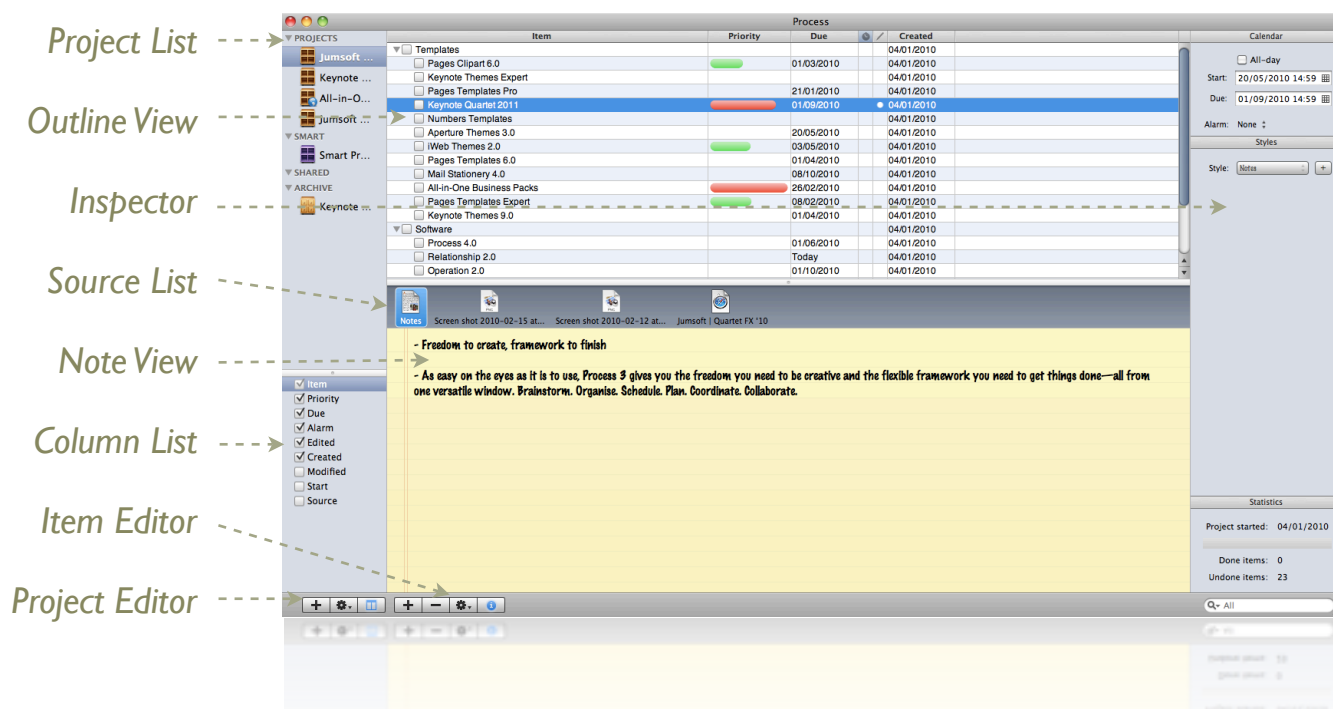 Project List
Outline View
Inspector
Source List
Note View
Column List
Item Editor
Project Editor
Process
PROJECTS
Jumsoft ...
Keynote ...
All-in-O...
Jumsoft ...
SMART
Smart Pr...
SHARED
ARCHIVE
Keynote ...
Item
Priority
Due
Alarm
Edited
Created
Modified
Start
Source
Item Priority Due Created
Templates 04/01/2010
Pages Clipart 6.0 01/03/2010 04/01/2010
Keynote Themes Expert 04/01/2010
Pages Templates Pro 21/01/2010 04/01/2010
Keynote Quartet 2011 01/09/2010 04/01/2010
Numbers Templates 04/01/2010
Aperture Themes 3.0 20/05/2010 04/01/2010
iWeb Themes 2.0 03/05/2010 04/01/2010
Pages Templates 6.0 01/04/2010 04/01/2010
Mail Stationery 4.0 08/10/2010 04/01/2010
All-in-One Business Packs 26/02/2010 04/01/2010
Pages Templates Expert 08/02/2010 04/01/2010
Keynote Themes 9.0 01/04/2010 04/01/2010
Software 04/01/2010
Process 4.0 01/06/2010 04/01/2010
Relationship 2.0 Today 04/01/2010
Operation 2.0 01/10/2010 04/01/2010
Notes Screen shot 2010-02-15 at... Screen shot 2010-02-12 at... Jumsoft | Quartet FX '10
- Freedom to create, framework to finish
- As easy on the eyes as it is to use, Process 3 gives you the freedom you need to be creative and the flexible framework you need to get things done—all from
one versatile window. Brainstorm. Organise. Schedule. Plan. Coordinate. Collaborate.
Calendar
All-day
Start: 20/05/2010 14:59
Due: 01/09/2010 14:59
Alarm: None
Styles
Style: Notes
Statistics
Project started: 04/01/2010
Done items: 0
Undone items: 23
All